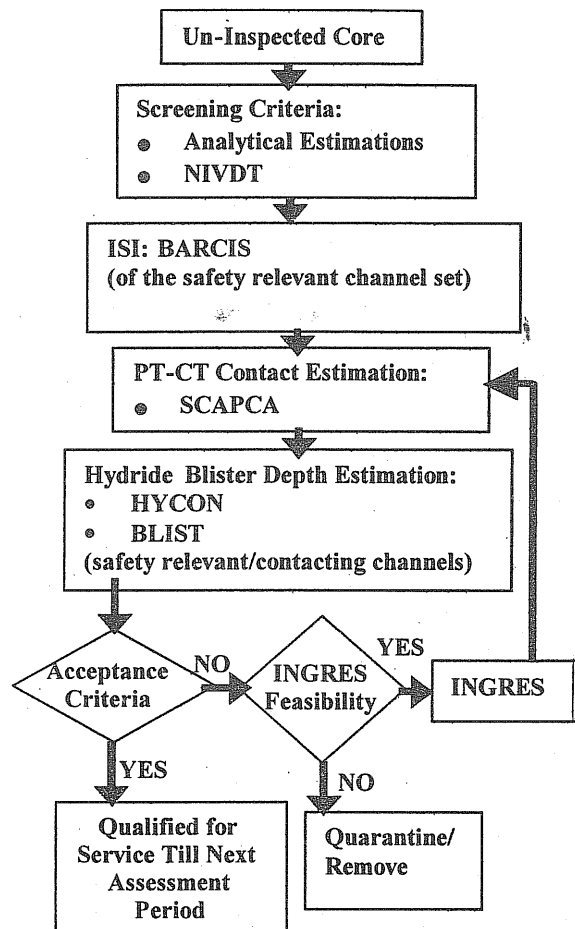 Un-Inspected Core
Screening Criteria:
● Analytical Estimations
● NIVDT
ISI: BARCIS
(of the safety relevant channel set)
PT-CT Contact Estimation:
● SCAPCA
Hydride Blister Depth Estimation:
● HYCON
● BLIST
(safety relevant/contacting channels)
Acceptance
Criteria
NO
INGRES
Feasibility
YES
INGRES
YES
NO
Qualified for
Service Till Next
Assessment
Period
Quarantine/
Remove